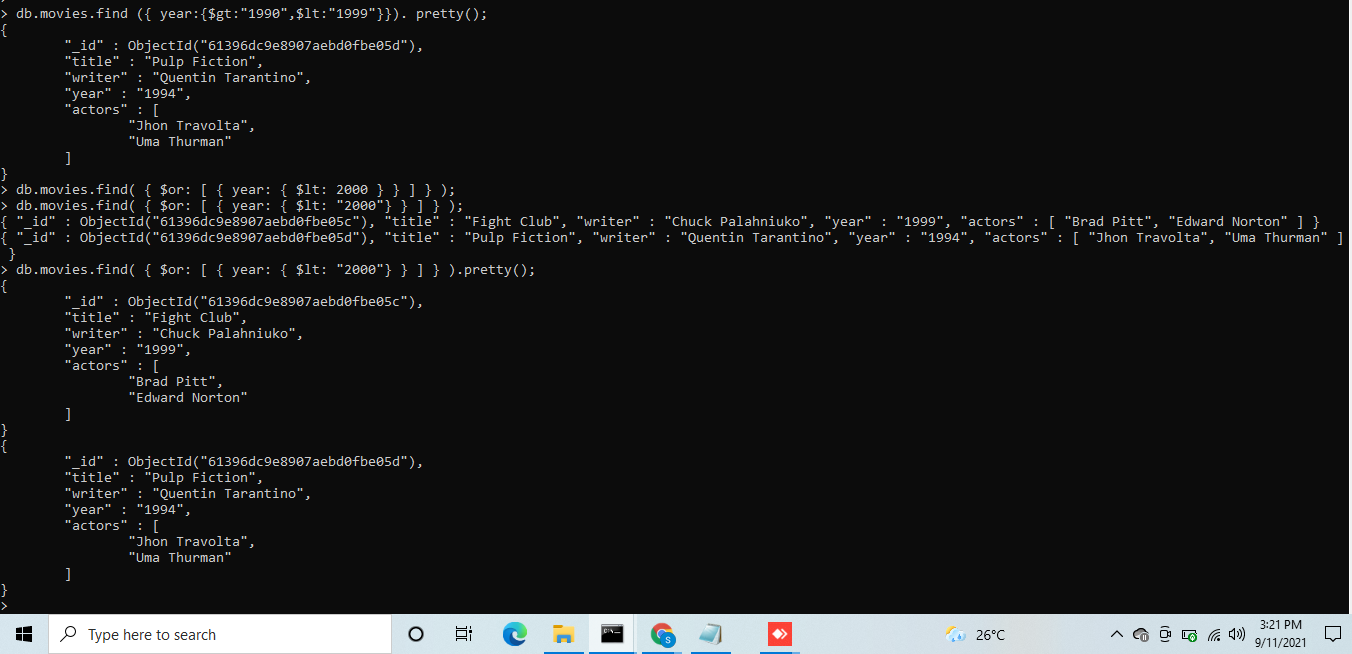 > db.movies.find ({ year:{$gt:"1990",$lt:"1999"}}). pretty();
{
        "_id" : ObjectId("61396dc9e8907aebd0fbe05d"),
        "title" : "Pulp Fiction",
        "writer" : "Quentin Tarantino",
        "year" : "1994",
        "actors" : [
                "Jhon Travolta",
                "Uma Thurman"
        ]
}
> db.movies.find( { $or: [ { year: { $lt: 2000 } } ] } );
> db.movies.find( { $or: [ { year: { $lt: "2000"} } ] } );
{ "_id" : ObjectId("61396dc9e8907aebd0fbe05c"), "title" : "Fight Club", "writer" : "Chuck Palahniuko", "year" : "1999", "actors" : [ "Brad Pitt", "Edward Norton" ] }
{ "_id" : ObjectId("61396dc9e8907aebd0fbe05d"), "title" : "Pulp Fiction", "writer" : "Quentin Tarantino", "year" : "1994", "actors" : [ "Jhon Travolta", "Uma Thurman" ]
 }
> db.movies.find( { $or: [ { year: { $lt: "2000"} } ] } ).pretty();
{
        "_id" : ObjectId("61396dc9e8907aebd0fbe05c"),
        "title" : "Fight Club",
        "writer" : "Chuck Palahniuko",
        "year" : "1999",
        "actors" : [
                "Brad Pitt",
                "Edward Norton"
        ]
}
{
        "_id" : ObjectId("61396dc9e8907aebd0fbe05d"),
        "title" : "Pulp Fiction",
        "writer" : "Quentin Tarantino",
        "year" : "1994",
        "actors" : [
                "Jhon Travolta",
                "Uma Thurman"
        ]
}
>
Type here to search
S
26°C
3:21 PM
9/11/2021